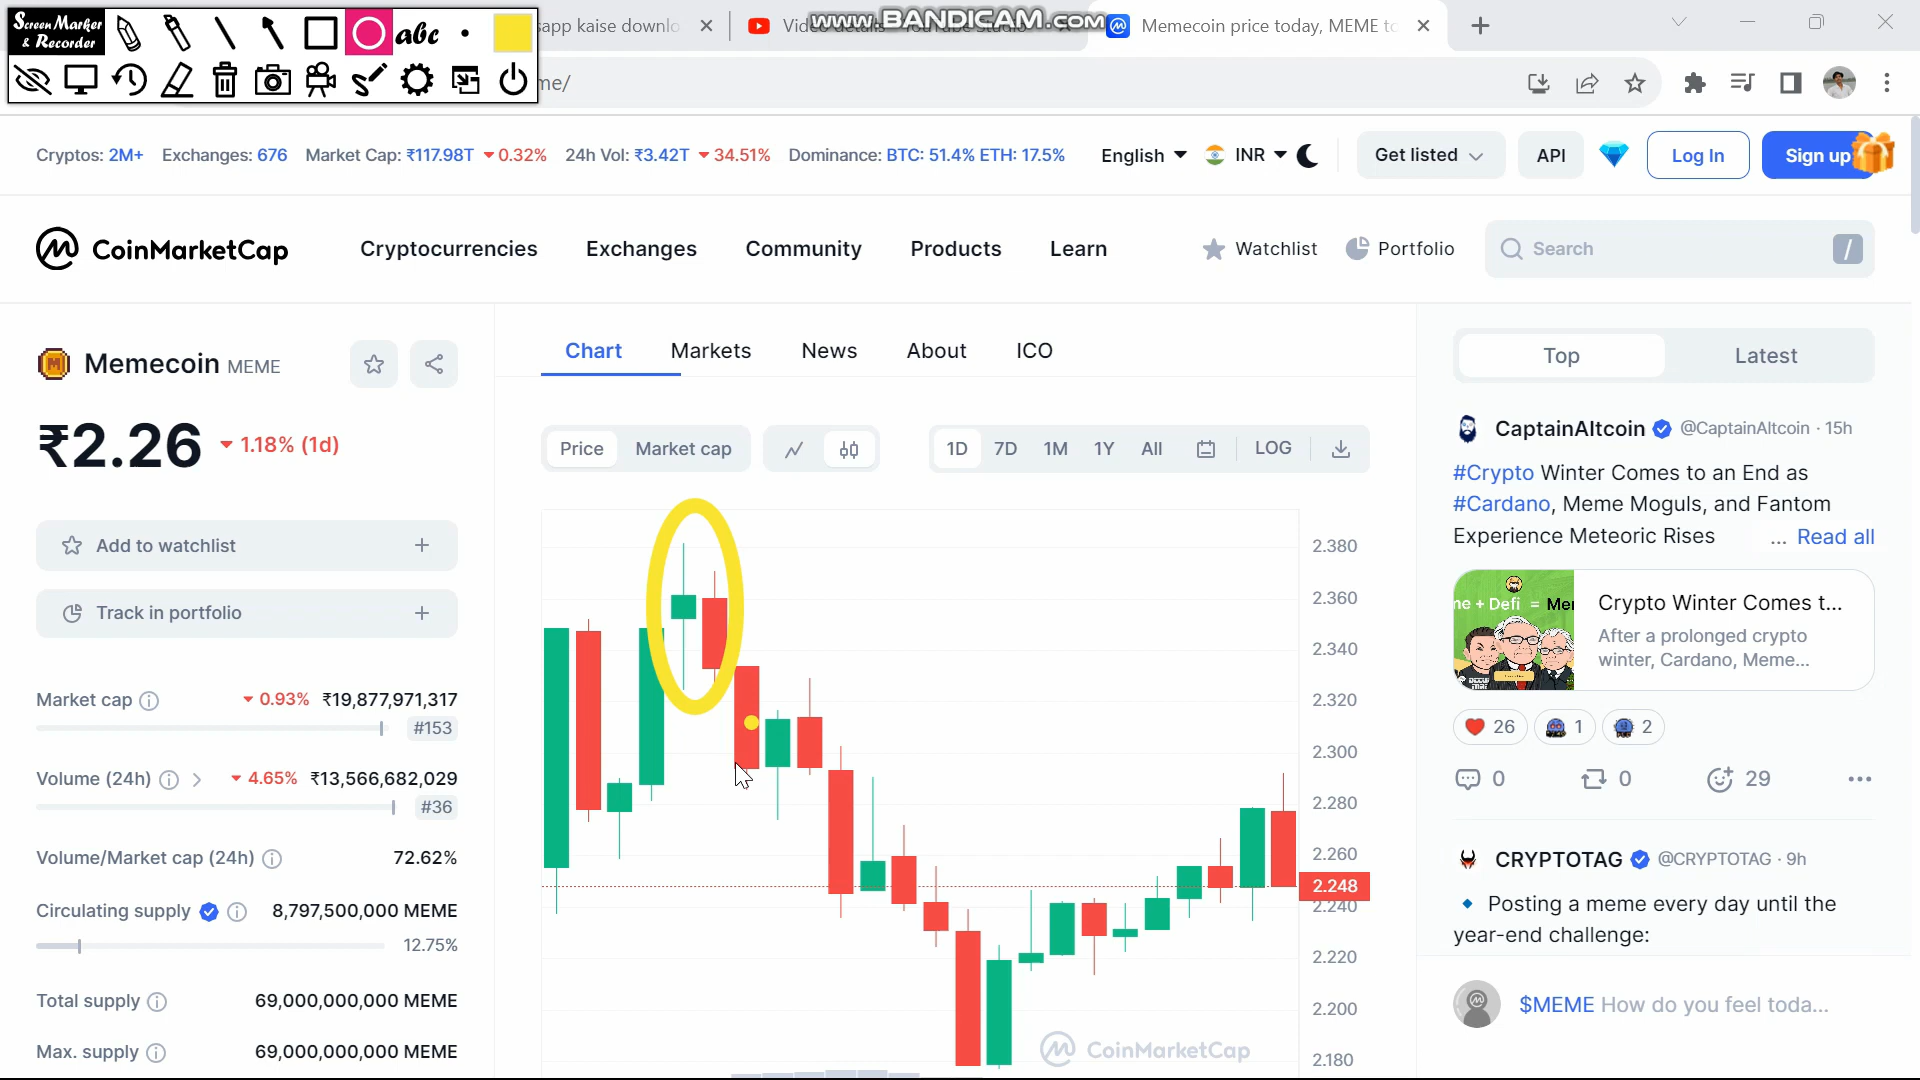 Screen Marker
& Recorder
abc
sapp kaise downlo
www.BANDICAM.com
Memecoin price today, MEME to
me/
Cryptos: 2M+ Exchanges: 676 Market Cap: ₹117.98T 0.32% 24h Vol: ₹3.42T 34.51% Dominance: BTC: 51.4% ETH: 17.5% English INR Get listed API Log In Sign up
CoinMarketCap Cryptocurrencies Exchanges Community Products Learn Watchlist Portfolio Search /
Memecoin MEME
₹2.26 1.18% (1d)
Add to watchlist +
Track in portfolio +
Market cap 0.93% ₹19,877,971,317
#153
Volume (24h) 4.65% ₹13,566,682,029
#36
Volume/Market cap (24h) 72.62%
Circulating supply 8,797,500,000 MEME
12.75%
Total supply 69,000,000,000 MEME
Max. supply 69,000,000,000 MEME
Chart Markets News About ICO
Price Market cap 1D 7D 1M 1Y All LOG
2.380
2.360
2.340
2.320
2.300
2.280
2.260
2.248
2.240
2.220
2.200
2.180
CoinMarketCap
Top Latest
CaptainAltcoin @CaptainAltcoin · 15h
#Crypto Winter Comes to an End as
#Cardano, Meme Moguls, and Fantom
Experience Meteoric Rises ... Read all
me + Defi = Mem
Crypto Winter Comes t...
After a prolonged crypto
winter, Cardano, Meme...
26 1 2
0 0 29
CRYPTOTAG @CRYPTOTAG · 9h
Posting a meme every day until the
year-end challenge:
$MEME How do you feel toda...